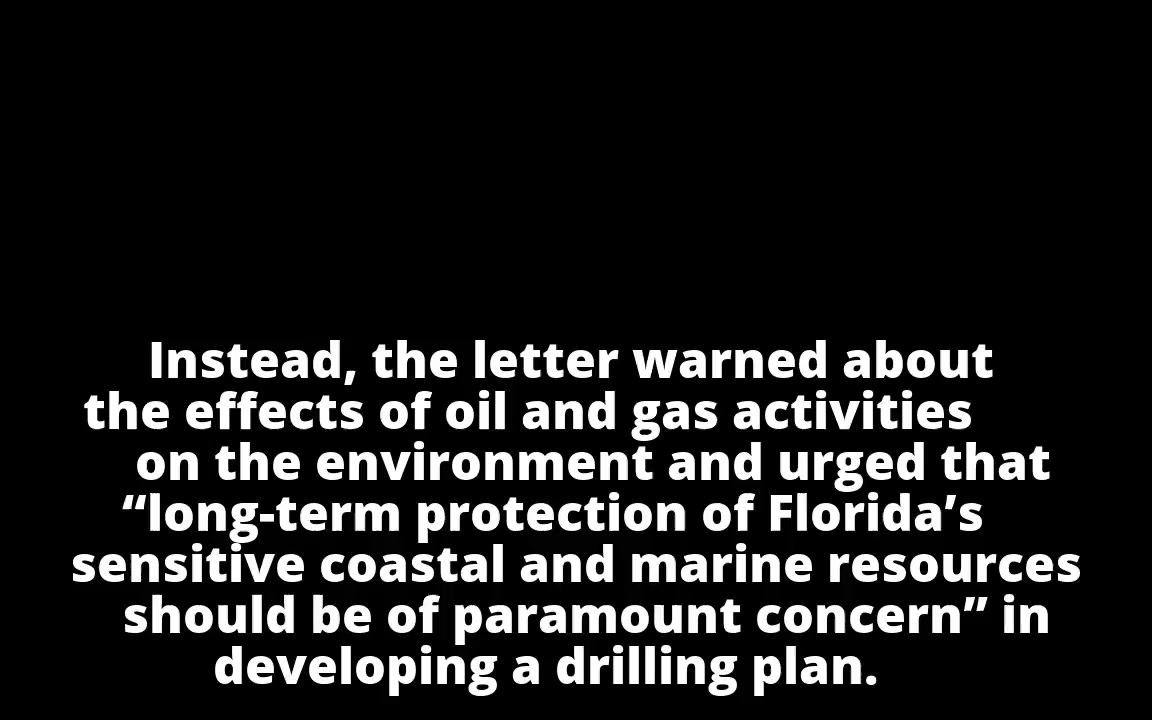 Instead, the letter warned about
the effects of oil and gas activities
on the environment and urged that
“long-term protection of Florida’s
sensitive coastal and marine resources
should be of paramount concern” in
developing a drilling plan.